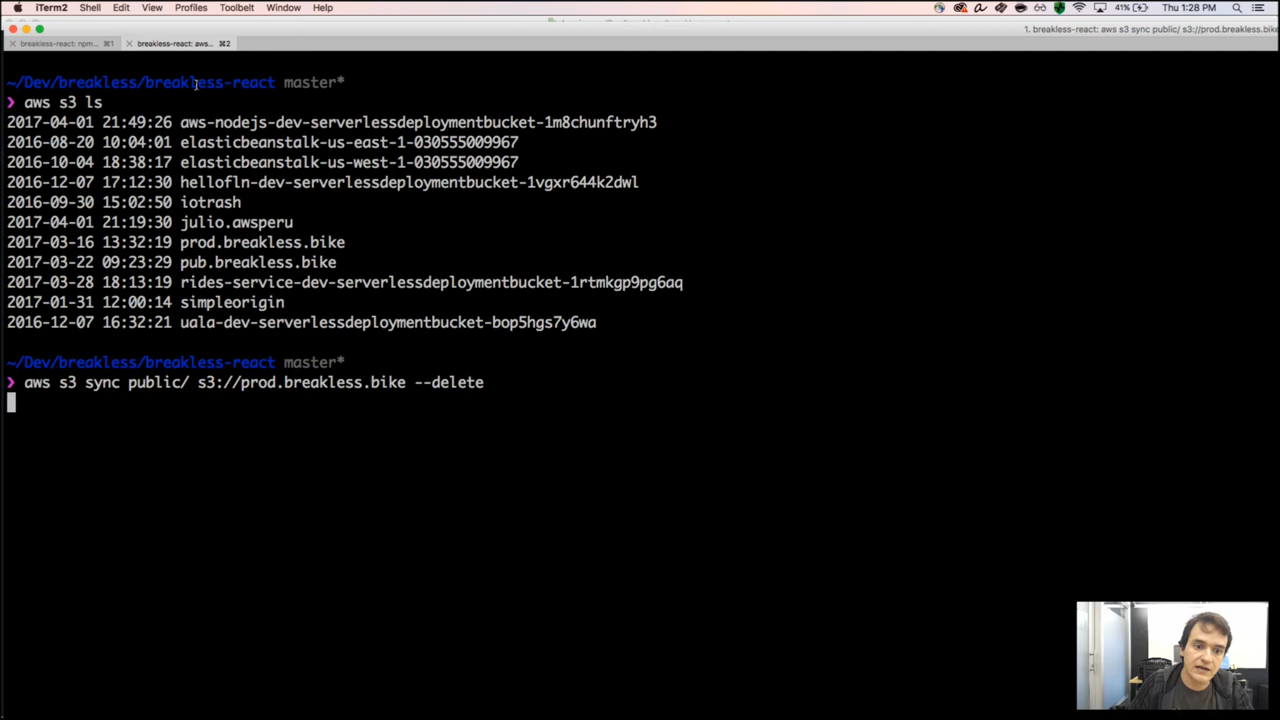 iTerm2 Shell Edit View Profiles Toolbelt Window Help 41% Thu 1:28 PM
1. breakless-react: aws s3 sync public/ s3://prod.breakless.bike
breakless-react: npm... ⌘1 breakless-react: aws... ⌘2
~/Dev/breakless/breakless-react master*
❯ aws s3 ls
2017-04-01 21:49:26 aws-nodejs-dev-serverlessdeploymentbucket-1m8chunftryh3
2016-08-20 10:04:01 elasticbeanstalk-us-east-1-030555009967
2016-10-04 18:38:17 elasticbeanstalk-us-west-1-030555009967
2016-12-07 17:12:30 hellofln-dev-serverlessdeploymentbucket-1vgxr644k2dwl
2016-09-30 15:02:50 iotrash
2017-04-01 21:19:30 julio.awsperu
2017-03-16 13:32:19 prod.breakless.bike
2017-03-22 09:23:29 pub.breakless.bike
2017-03-28 18:13:19 rides-service-dev-serverlessdeploymentbucket-1rtmkgp9pg6aq
2017-01-31 12:00:14 simpleorigin
2016-12-07 16:32:21 uala-dev-serverlessdeploymentbucket-bop5hgs7y6wa
~/Dev/breakless/breakless-react master*
❯ aws s3 sync public/ s3://prod.breakless.bike --delete